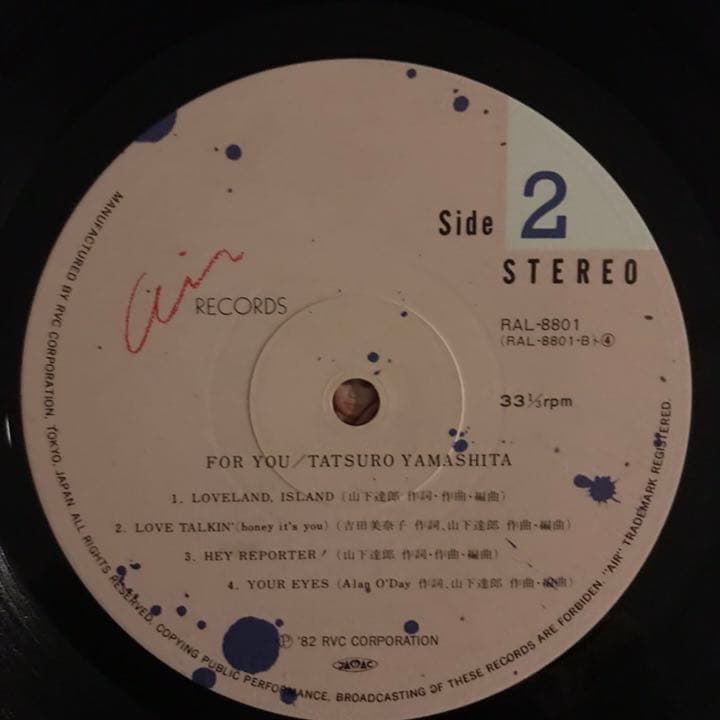 Side 2
STEREO
air RECORDS
RAL-8801
(RAL-8801-B)-④
33⅓rpm
FOR YOU/TATSURO YAMASHITA
1. LOVELAND, ISLAND (山下達郎 作詞・作曲・編曲)
2. LOVE TALKIN'(honey it's you) (吉田美奈子 作詞、山下達郎 作曲・編曲)
3. HEY REPORTER! (山下達郎 作詞・作曲・編曲)
4. YOUR EYES (Alan O'Day 作詞、山下達郎 作曲・編曲)
Ⓟ '82 RVC CORPORATION
MANUFACTURED BY RVC CORPORATION, TOKYO, JAPAN ALL RIGHTS RESERVED, COPYING PUBLIC PERFORMANCE, BROADCASTING OF THESE RECORDS ARE FORBIDEN. "AIR" TRADEMARK REGISTERED.